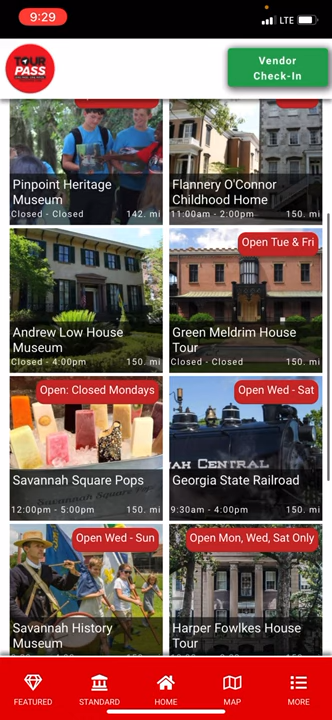 9:29
LTE
TOUR
PASS
Vendor
Check-In
Pinpoint Heritage
Museum
Closed - Closed
142. mi
Flannery O'Connor
Childhood Home
11:00am - 2:00pm
150. mi
Andrew Low House
Museum
Closed - 4:00pm
150. mi
Open Tue & Fri
Green Meldrim House
Tour
Closed - Closed
150. mi
Open: Closed Mondays
Savannah Square Pops
12:00pm - 5:00pm
150. mi
Open Wed - Sat
AH CENTRAL
Georgia State Railroad
9:30am - 4:00pm
150. mi
Open Wed - Sun
Savannah History
Museum
Open Mon, Wed, Sat Only
Harper Fowlkes House
Tour
FEATURED
STANDARD
HOME
MAP
MORE